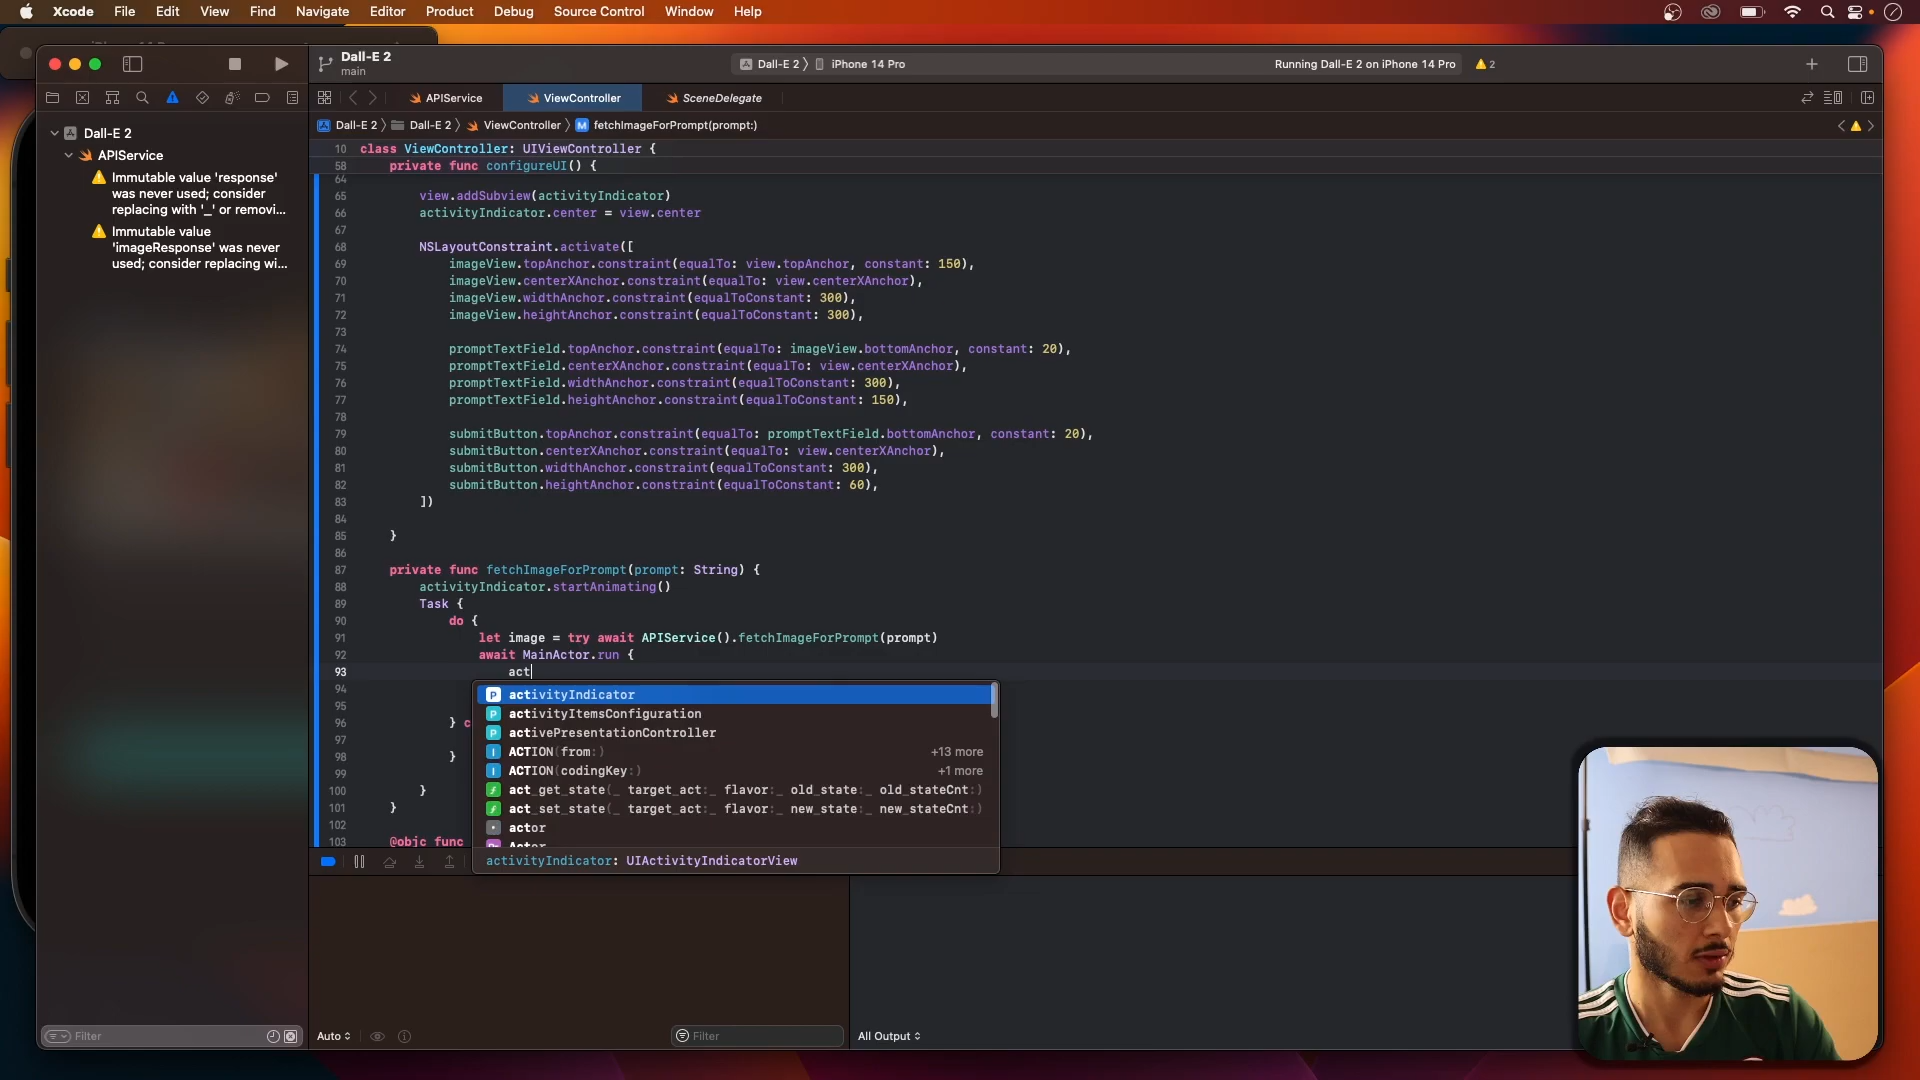 Xcode File Edit View Find Navigate Editor Product Debug Source Control Window Help
Dall-E 2
main
Dall-E 2 iPhone 14 Pro
Running Dall-E 2 on iPhone 14 Pro 2
APIService ViewController SceneDelegate
Dall-E 2 Dall-E 2 ViewController M fetchImageForPrompt(prompt:)
Dall-E 2
APIService
Immutable value 'response'
was never used; consider
replacing with '_' or removi...
Immutable value
'imageResponse' was never
used; consider replacing wi...
10 class ViewController: UIViewController {
58 private func configureUI() {
64
65 view.addSubview(activityIndicator)
66 activityIndicator.center = view.center
67
68 NSLayoutConstraint.activate([
69 imageView.topAnchor.constraint(equalTo: view.topAnchor, constant: 150),
70 imageView.centerXAnchor.constraint(equalTo: view.centerXAnchor),
71 imageView.widthAnchor.constraint(equalToConstant: 300),
72 imageView.heightAnchor.constraint(equalToConstant: 300),
73
74 promptTextField.topAnchor.constraint(equalTo: imageView.bottomAnchor, constant: 20),
75 promptTextField.centerXAnchor.constraint(equalTo: view.centerXAnchor),
76 promptTextField.widthAnchor.constraint(equalToConstant: 300),
77 promptTextField.heightAnchor.constraint(equalToConstant: 150),
78
79 submitButton.topAnchor.constraint(equalTo: promptTextField.bottomAnchor, constant: 20),
80 submitButton.centerXAnchor.constraint(equalTo: view.centerXAnchor),
81 submitButton.widthAnchor.constraint(equalToConstant: 300),
82 submitButton.heightAnchor.constraint(equalToConstant: 60),
83 ])
84
85 }
86
87 private func fetchImageForPrompt(prompt: String) {
88 activityIndicator.startAnimating()
89 Task {
90 do {
91 let image = try await APIService().fetchImageForPrompt(prompt)
92 await MainActor.run {
93 act
94
95
96 } c
97
98 }
99
100 }
101 }
102
103 @objc func
P activityIndicator
P activityItemsConfiguration
P activePresentationController
I ACTION(from:) +13 more
I ACTION(codingKey:) +1 more
f act_get_state(_ target_act:_ flavor:_ old_state:_ old_stateCnt:)
f act_set_state(_ target_act:_ flavor:_ new_state:_ new_stateCnt:)
actor
Actor
activityIndicator: UIActivityIndicatorView
Filter
Auto
Filter
All Output